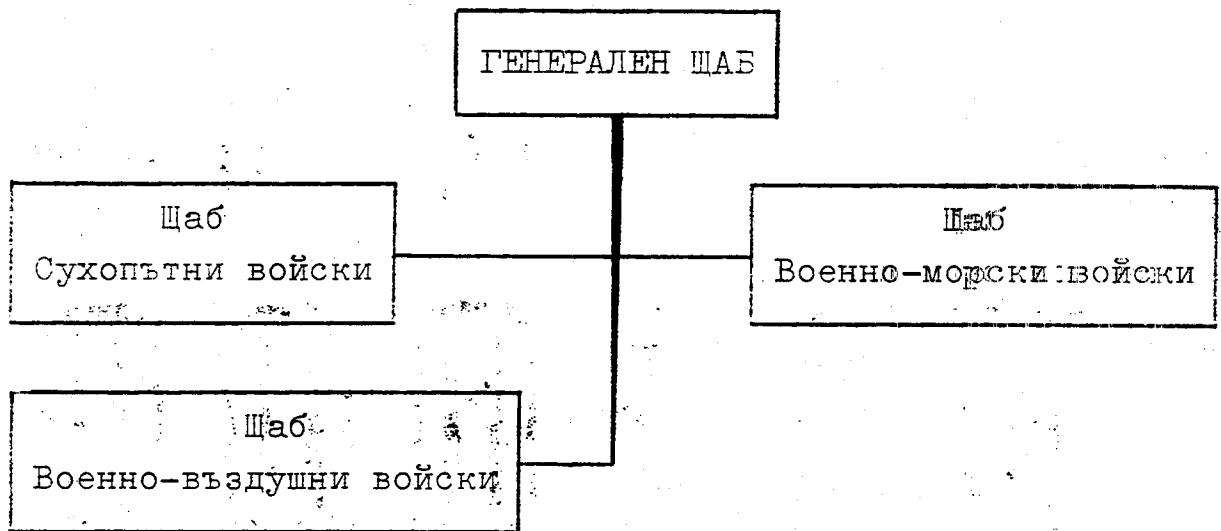 ГЕНЕРАЛЕН ЩАБ
Щаб
Сухопътни войски
Щаб
Военно-морски войски
Щаб
Военно-въздушни войски